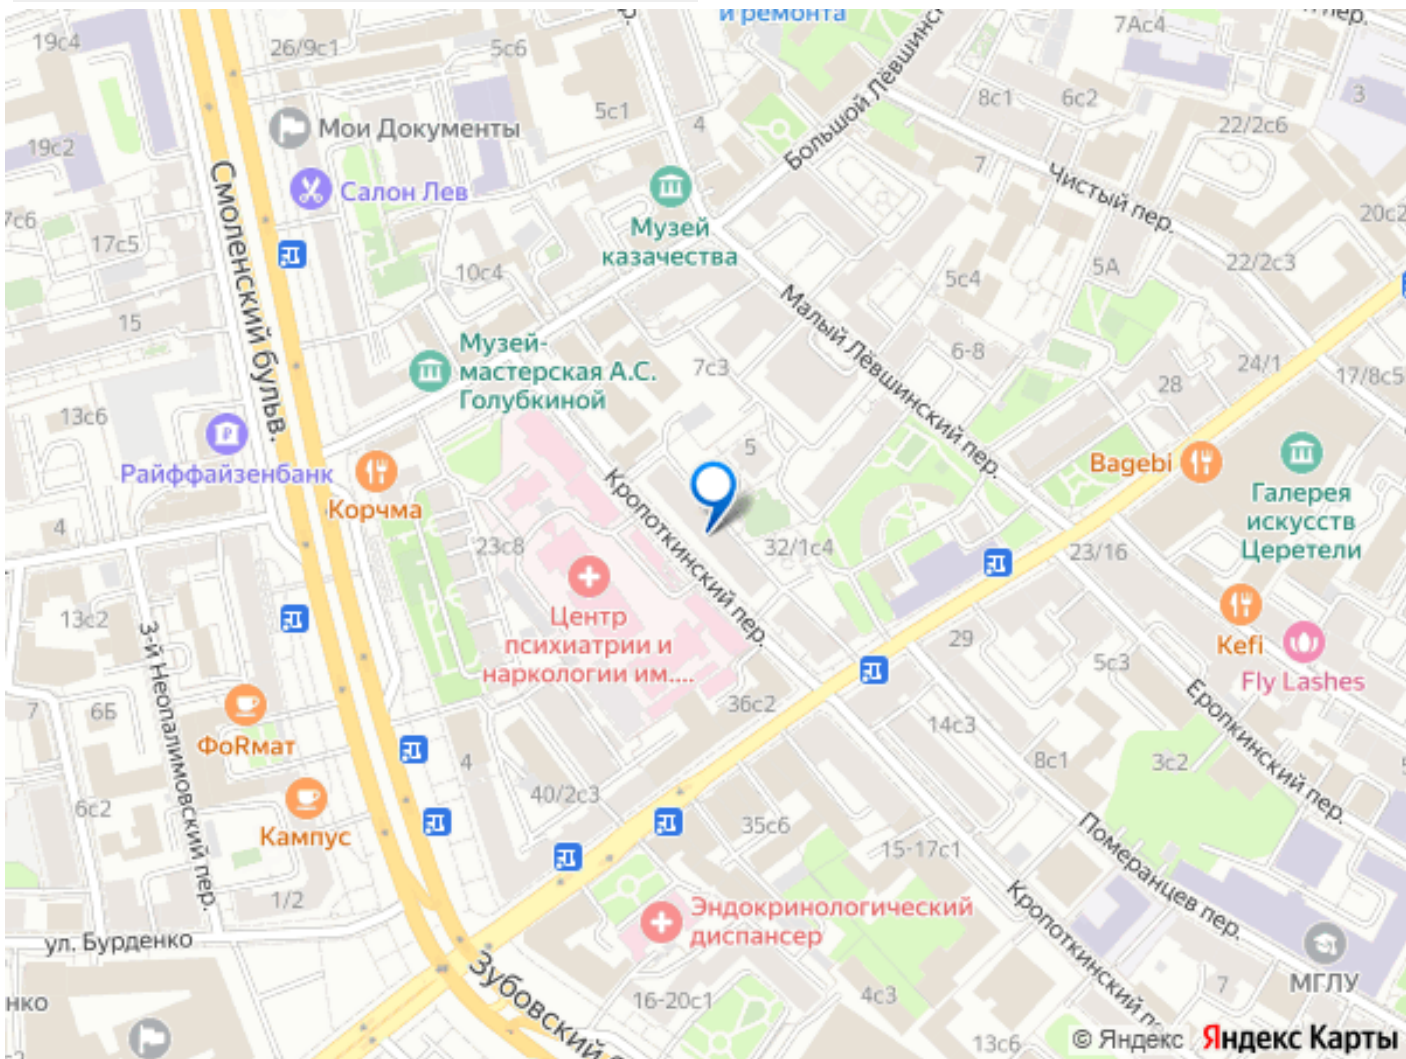 и ремонта
7Ас4
19с4
26/9с1
5с6
8с1
6с2
3
22/2с6
5с1
4
Мои Документы
19с2
Большой Лёвшинс
7
Чистый пер.
Салон Лев
Смоленский бульв.
7с6
17с5
Музей
казачества
20с2
10с4
5А
22/2с3
5с4
Малый Лёвшинский пер.
15
Музей-
мастерская А.С.
Голубкиной
7с3
6-8
24/1
28
17/8с5
13с6
Райффайзенбанк
Корчма
5
Bagebi
Галерея
искусств
Церетели
4
23с8
Кропоткинский пер.
32/1с4
23/16
Центр
психиатрии и
наркологии им....
13с2
3-й Неопалимовский пер.
29
Kefi
5с3
Fly Lashes
7
6Б
ФоRмат
36с2
14с3
Еропкинский пер.
4
8с1
3с2
6с2
Кампус
40/2с3
35с6
15-17с1
Померанцев пер.
1/2
Эндокринологический
диспансер
Кропоткинский п
ул. Бурденко
Зубовский
МГЛУ
7
нко
16-20с1
4с3
13с6
© Яндекс Яндекс Карты